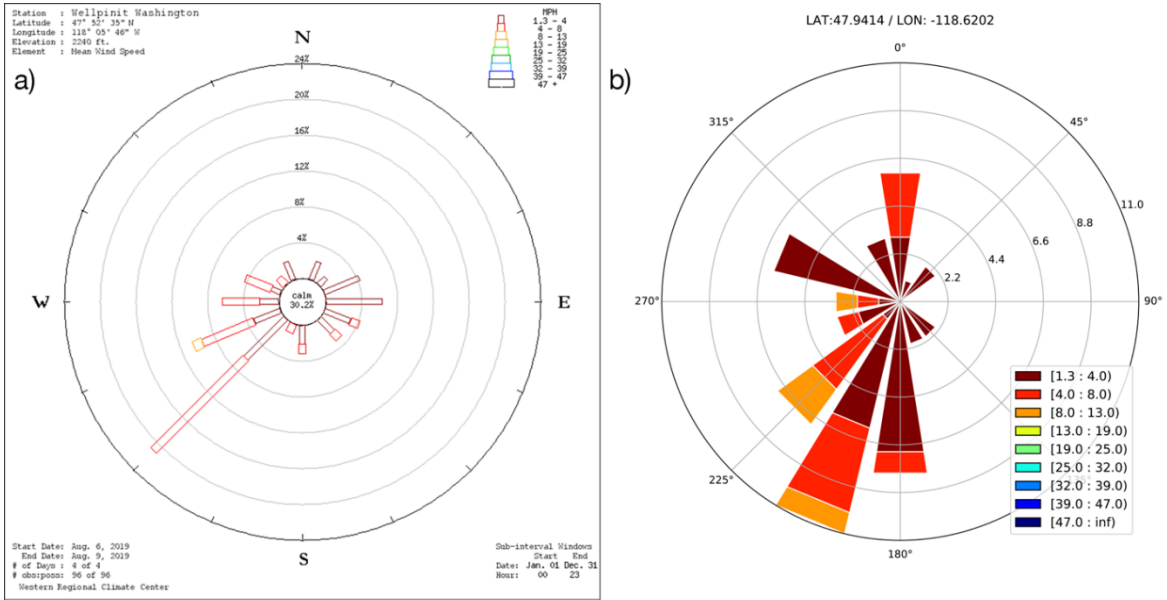 Station : Wellpinit Washington
Latitude : 47° 52' 35" N
Longitude : 118° 05' 46" W
Elevation : 2240 ft.
Element : Mean Wind Speed
MPH
1.3 - 4
4 - 8
8 - 13
13 - 19
19 - 25
25 - 32
32 - 39
39 - 47
47 +
a)
N
24%
20%
16%
12%
8%
4%
calm
30.2%
W
E
S
Start Date: Aug. 6, 2019
End Date: Aug. 9, 2019
# of Days : 4 of 4
# obs:poss: 96 of 96
Western Regional Climate Center
Sub-interval Windows
Start End
Date: Jan. 01 Dec. 31
Hour: 00 23
b)
LAT:47.9414 / LON: -118.6202
0°
45°
90°
180°
225°
270°
315°
2.2
4.4
6.6
8.8
11.0
[1.3 : 4.0)
[4.0 : 8.0)
[8.0 : 13.0)
[13.0 : 19.0)
[19.0 : 25.0)
[25.0 : 32.0)
[32.0 : 39.0)
[39.0 : 47.0)
[47.0 : inf)